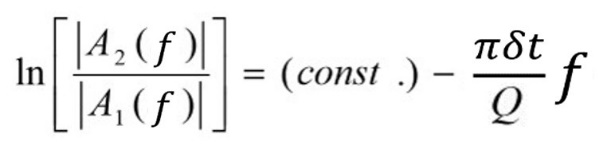 ln[|A₂(f)| / |A₁(f)|] = (const .) − (πδt / Q) f